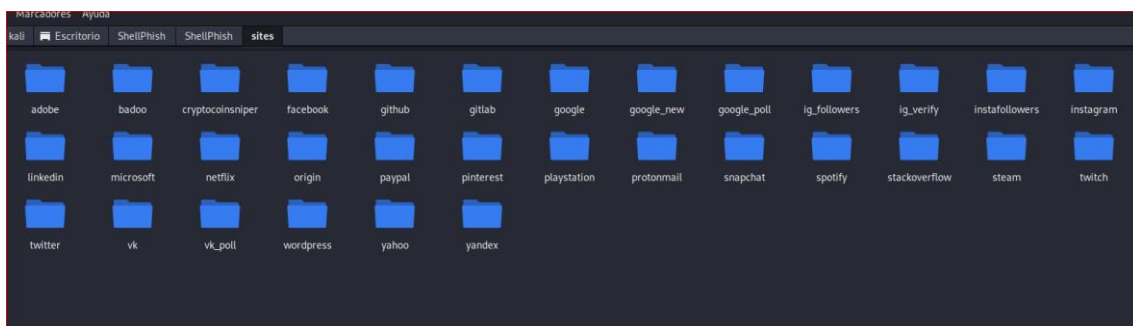 Marcadores Ayuda
kali Escritorio ShellPhish ShellPhish sites
adobe badoo cryptocoinsniper facebook github gitlab google google_new google_poll ig_followers ig_verify instafollowers instagram
linkedin microsoft netflix origin paypal pinterest playstation protonmail snapchat spotify stackoverflow steam twitch
twitter vk vk_poll wordpress yahoo yandex